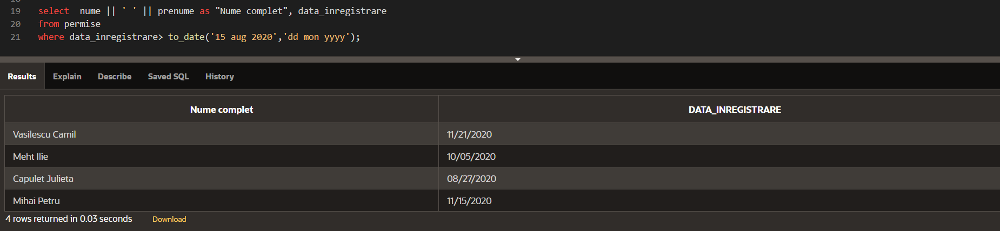 19 select  nume || ' ' || prenume as "Nume complet", data_inregistrare
20 from permise
21 where data_inregistrare> to_date('15 aug 2020','dd mon yyyy');
Results Explain Describe Saved SQL History
Nume complet DATA_INREGISTRARE
Vasilescu Camil 11/21/2020
Meht Ilie 10/05/2020
Capulet Julieta 08/27/2020
Mihai Petru 11/15/2020
4 rows returned in 0.03 seconds Download